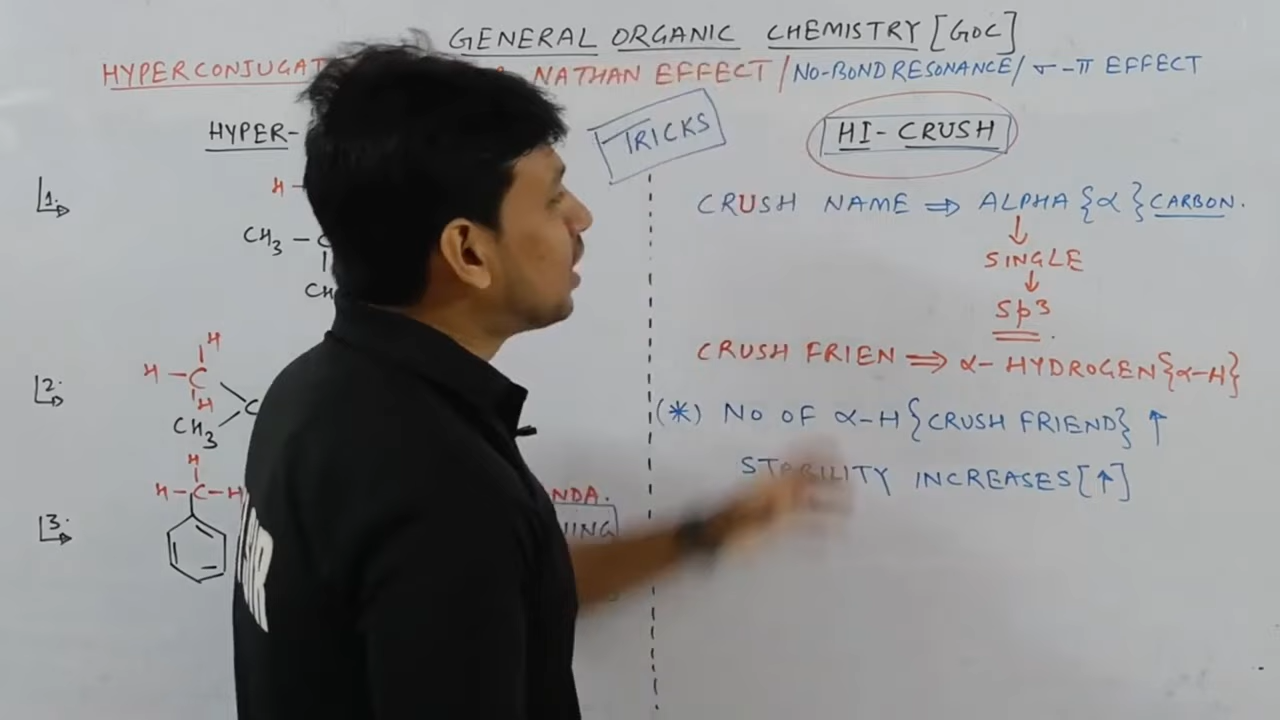 GENERAL ORGANIC CHEMISTRY [GOC]
HYPERCONJUGAT NATHAN EFFECT / NO-BOND RESONANCE / σ-π EFFECT
HYPER-
TRICKS
HI-CRUSH
1.
H-
CH3 - C
CH
CRUSH NAME ⇒ ALPHA {α} CARBON.
↓
SINGLE
↓
Sp3
2.
H
H - C
H
CH3
C
CRUSH FRIEN ⇒ α-HYDROGEN {α-H}
(*) NO OF α-H {CRUSH FRIEND} ↑
STABILITY INCREASES [↑]
3.
H
H-C-H
NDA.